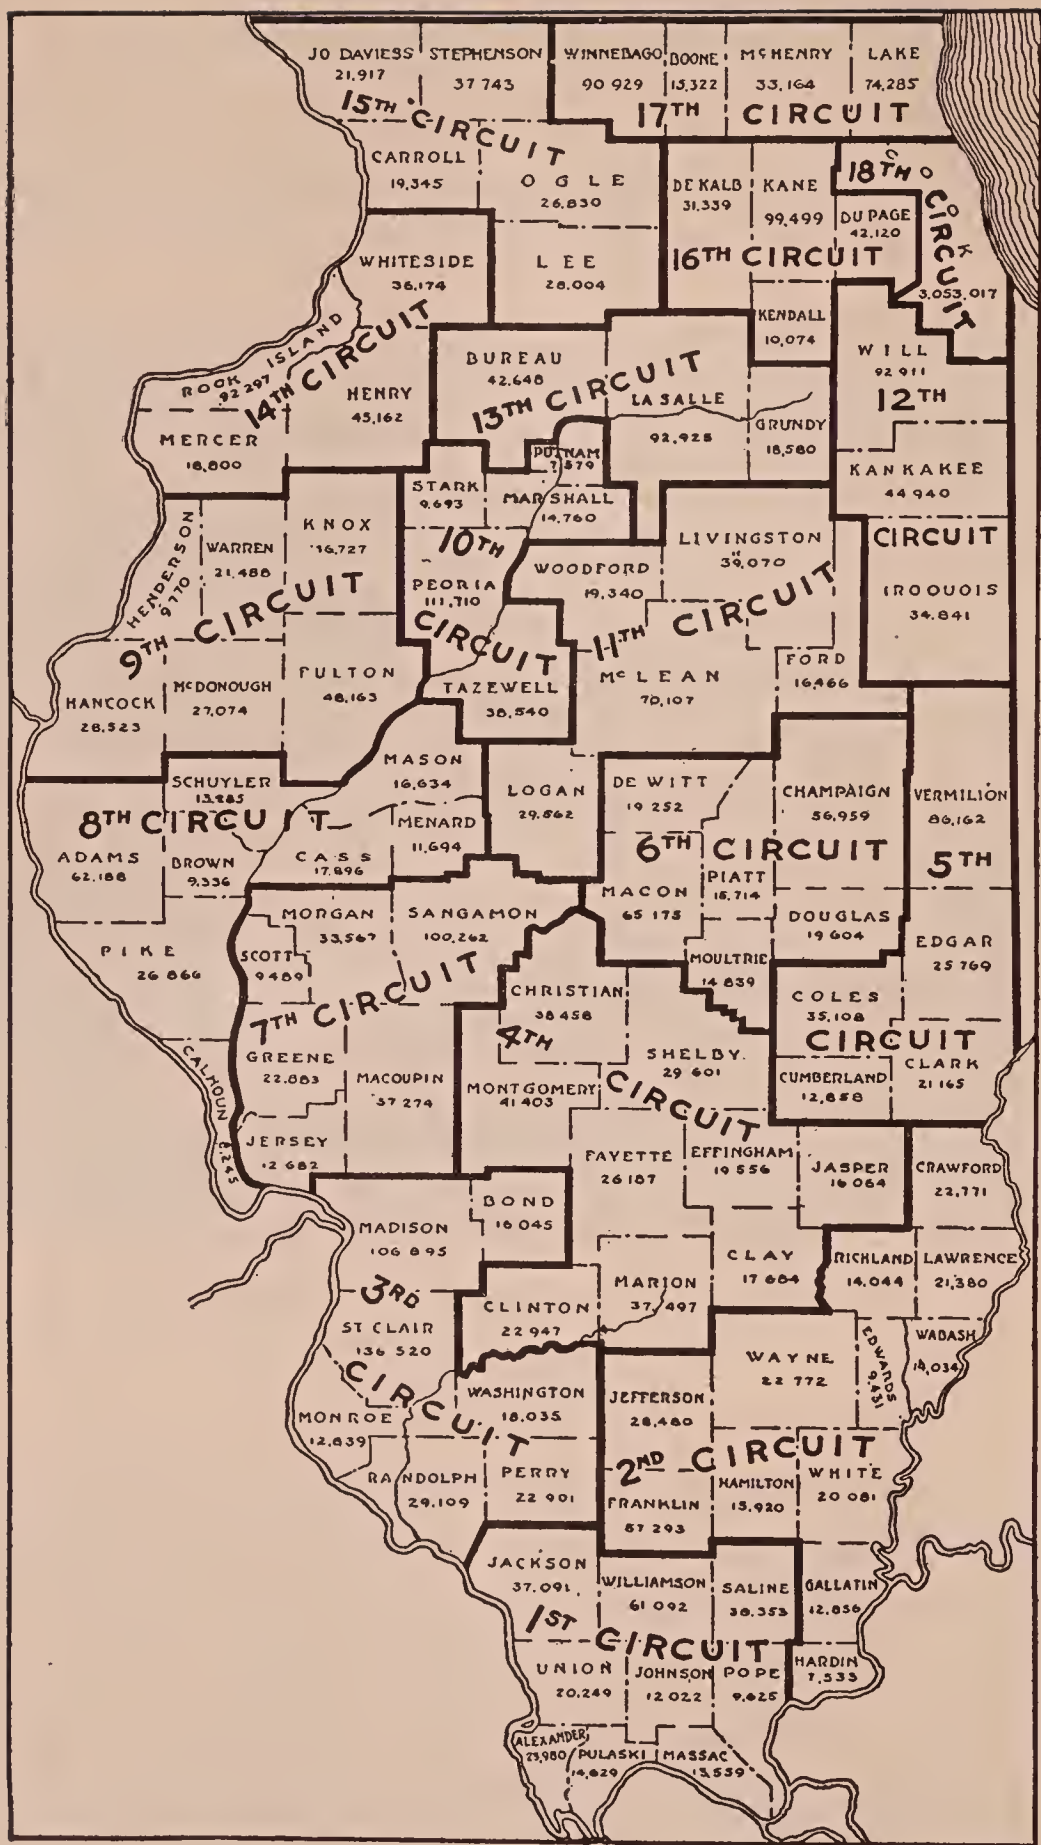 JO DAVIESS
21,917
STEPHENSON
37 743
WINNEBAGO
90 929
BOONE
15,322
McHENRY
33,164
LAKE
74,285
15TH CIRCUIT
17TH CIRCUIT
CARROLL
19,345
OGLE
26,830
DE KALB
31,339
KANE
99,499
18TH CIRCUIT
COOK
3,053,017
DU PAGE
42,120
16TH CIRCUIT
WHITESIDE
36,174
LEE
28,004
KENDALL
10,074
ROCK ISLAND
92 297
14TH CIRCUIT
HENRY
45,162
BUREAU
42,648
13TH CIRCUIT
LA SALLE
92,925
WILL
92 911
12TH
GRUNDY
18,580
MERCER
18,800
PUTNAM
7,579
KANKAKEE
44 940
STARK
9,693
MARSHALL
14,760
HENDERSON
9 770
WARREN
21,488
KNOX
10TH
LIVINGSTON
39,070
CIRCUIT
PEORIA
111,710
WOODFORD
19,340
IROQUOIS
34,841
9TH CIRCUIT
CIRCUIT
11TH CIRCUIT
HANCOCK
28,523
McDONOUGH
27,074
FULTON
48,163
TAZEWELL
38,540
McLEAN
70,107
FORD
16,466
SCHUYLER
13,285
MASON
16,634
LOGAN
29,562
DE WITT
19 252
CHAMPAIGN
56,959
VERMILION
86,162
8TH CIRCUIT
MENARD
11,694
6TH CIRCUIT
5TH
ADAMS
62,188
BROWN
9,336
CASS
17,896
PIATT
15,714
MACON
65 175
PIKE
26 866
MORGAN
33,567
SANGAMON
100,262
DOUGLAS
19 604
EDGAR
25 769
SCOTT
9 489
MOULTRIE
14 839
7TH CIRCUIT
CHRISTIAN
38 458
COLES
35,108
4TH CIRCUIT
CIRCUIT
GREENE
22,883
MACOUPIN
57 274
SHELBY
29 601
CUMBERLAND
12,858
CLARK
21 165
CALHOUN
8,245
MONTGOMERY
41 403
JERSEY
12 682
FAYETTE
26 187
EFFINGHAM
19 556
JASPER
16 064
CRAWFORD
22,771
MADISON
106 895
BOND
16 045
3RD
CLAY
17 684
RICHLAND
14,044
LAWRENCE
21,380
MARION
37,497
CLINTON
22 947
ST CLAIR
136 520
WAYNE
22 772
EDWARDS
9,431
WABASH
14,034
CIRCUIT
WASHINGTON
18,035
JEFFERSON
28,480
MONROE
12,839
2ND CIRCUIT
RANDOLPH
29,109
PERRY
22 901
HAMILTON
15,920
WHITE
20 081
FRANKLIN
57 293
JACKSON
37,091
WILLIAMSON
61 092
SALINE
38,353
GALLATIN
12,856
1ST CIRCUIT
UNION
20,249
JOHNSON
12 022
POPE
9,625
HARDIN
7,533
ALEXANDER
23,980
PULASKI
14,629
MASSAC
13,559